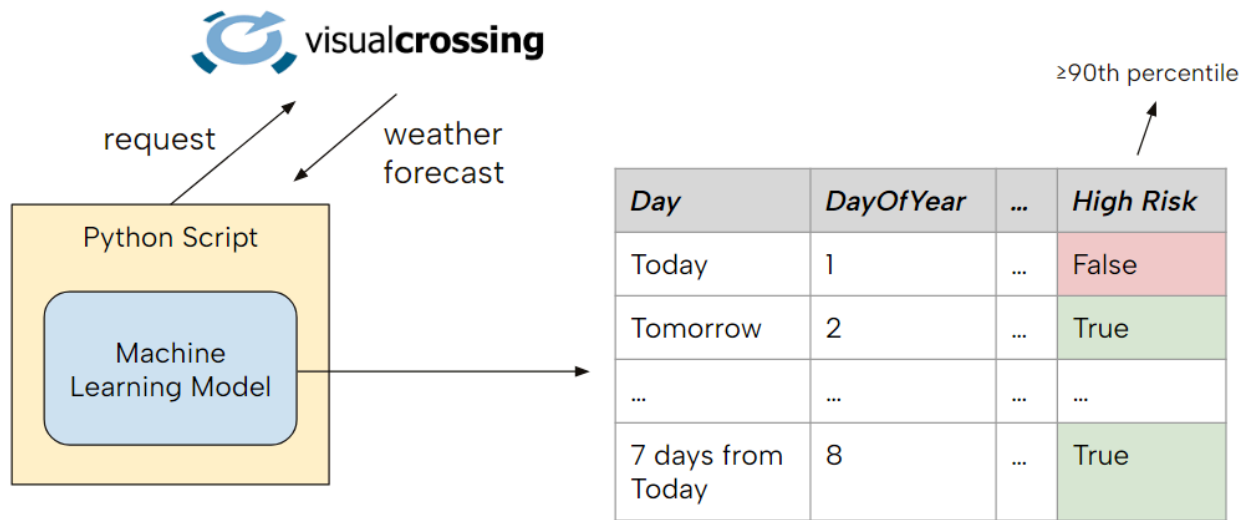 visualcrossing
≥90th percentile
request
weather
forecast
Python Script
Machine
Learning Model
Day DayOfYear ... High Risk
Today 1 ... False
Tomorrow 2 ... True
... ... ... ...
7 days from 8 ... True
Today